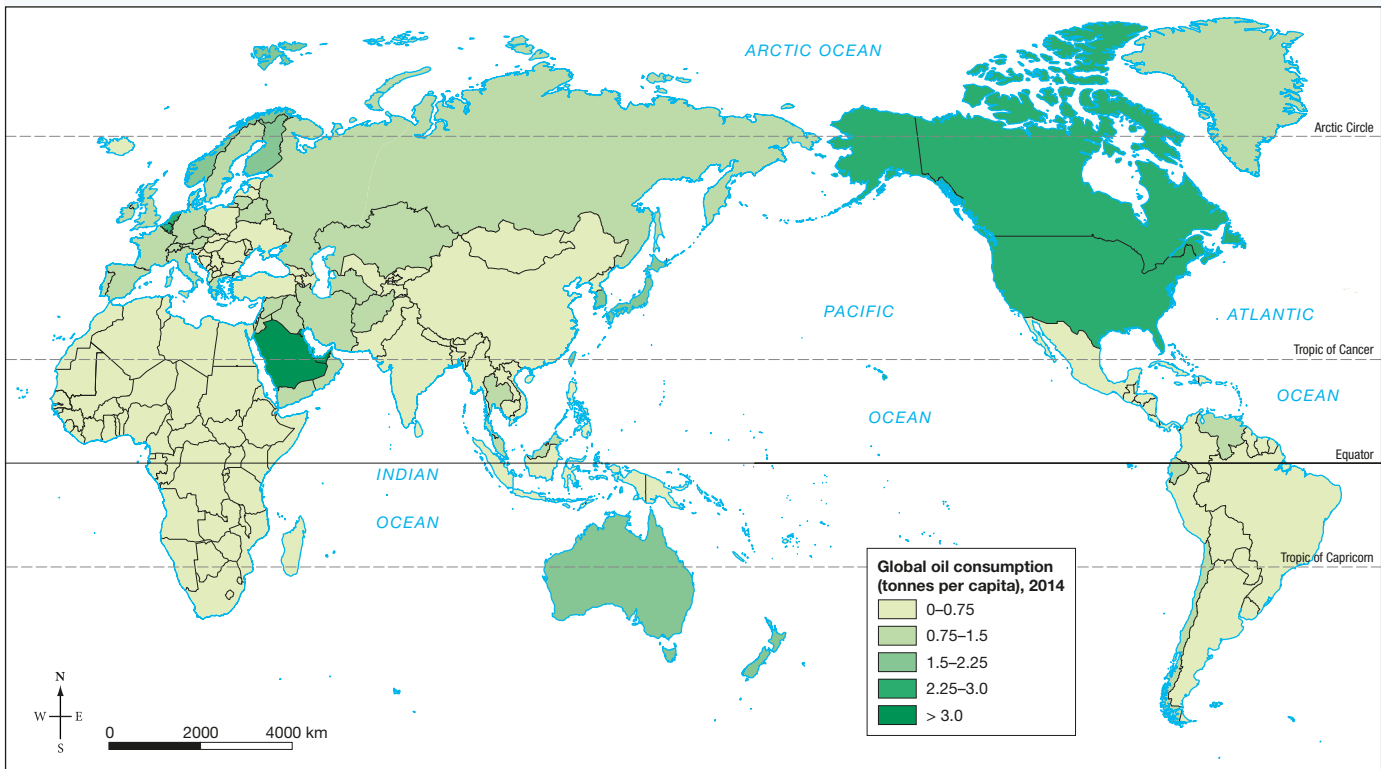 ARCTIC OCEAN
Arctic Circle
PACIFIC
. ATLANTIC
Tropic of Cancer
OCEAN
OCEAN
Equator
INDIAN
OCEAN
Tropic of Capricorn
Global oil consumption
(tonnes per capita), 2014
0–0.75
0.75–1.5
1.5–2.25
2.25–3.0
> 3.0
N
W E
S
0 2000 4000 km